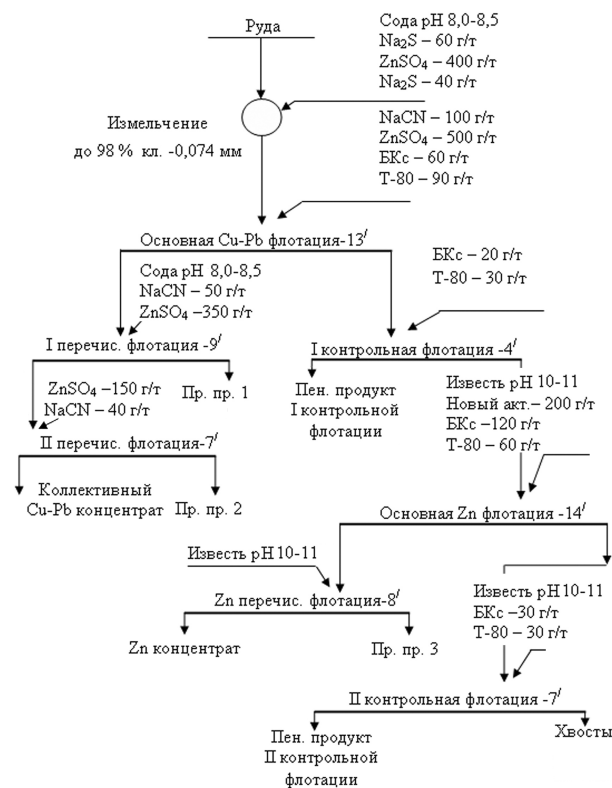 Руда
Сода pH 8,0-8,5
Na₂S – 60 г/т
ZnSO₄ – 400 г/т
Na₂S – 40 г/т
Измельчение
до 98 % кл. -0,074 мм
NaCN – 100 г/т
ZnSO₄ – 500 г/т
БКс – 60 г/т
Т-80 – 90 г/т
Основная Cu-Pb флотация-13/
Сода pH 8,0-8,5
NaCN – 50 г/т
ZnSO₄ –350 г/т
БКс – 20 г/т
Т-80 – 30 г/т
I перечис. флотация -9/
I контрольная флотация -4/
ZnSO₄ –150 г/т
NaCN – 40 г/т
Пр. пр. 1
Пен. продукт
I контрольной
флотации
Известь pH 10-11
Новый акт.– 200 г/т
БКс –120 г/т
Т-80 – 60 г/т
II перечис. флотация-7/
Коллективный
Cu-Pb концентрат
Пр. пр. 2
Основная Zn флотация -14/
Известь pH 10-11
Zn перечис. флотация-8/
Известь pH 10-11
БКс –30 г/т
Т-80 – 30 г/т
Zn концентрат
Пр. пр. 3
II контрольная флотация -7/
Пен. продукт
II контрольной
флотации
Хвосты